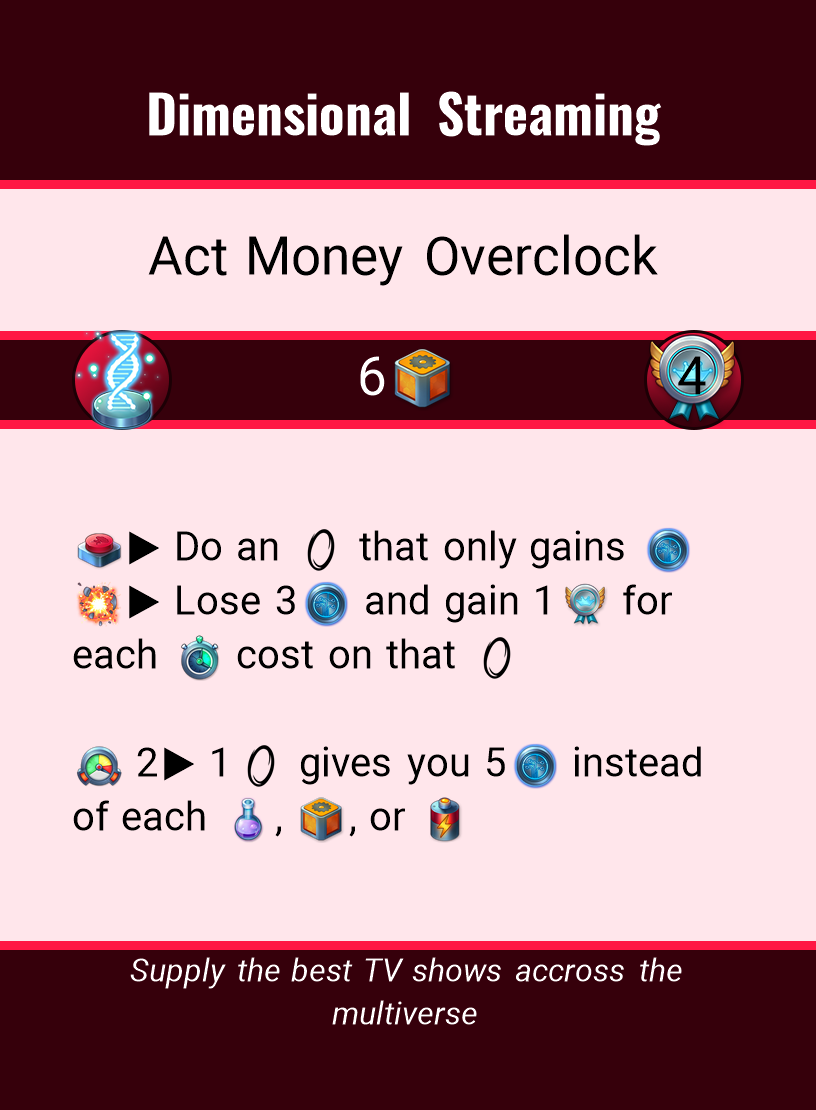 Dimensional Streaming
Act Money Overclock
6
4
▶ Do an that only gains
▶ Lose 3 and gain 1 for
each cost on that
2▶ 1 gives you 5 instead
of each , , or
Supply the best TV shows accross the
multiverse